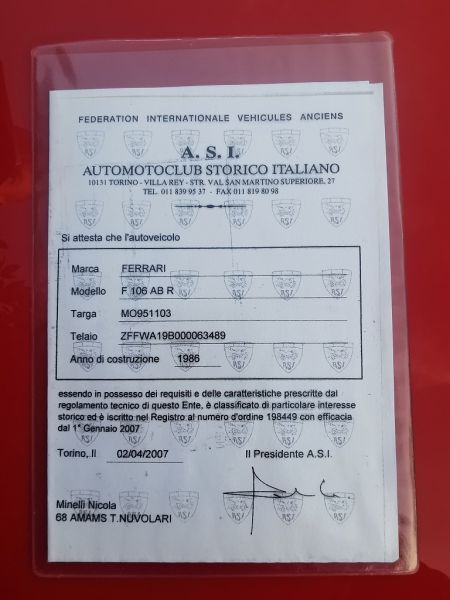 FEDERATION INTERNATIONALE VEHICULES ANCIENS
A. S. I.
AUTOMOTOCLUB STORICO ITALIANO
10131 TORINO - VILLA REY - STR. VAL SAN MARTINO SUPERIORE, 27
TEL. 011 839 95 37 - FAX 011 819 80 98
Si attesta che l'autoveicolo
Marca FERRARI
Modello F 106 AB R
Targa MO951103
Telaio ZFFWA19B000063489
Anno di costruzione 1986
essendo in possesso dei requisiti e delle caratteristiche prescritte dal
regolamento tecnico di questo Ente, è classificato di particolare interesse
storico ed è iscritto nel Registro al numero d'ordine 198449 con efficacia
dal 1° Gennaio 2007
Torino, Il 02/04/2007 Il Presidente A.S.I.
Minelli Nicola
68 AMAMS T.NUVOLARI